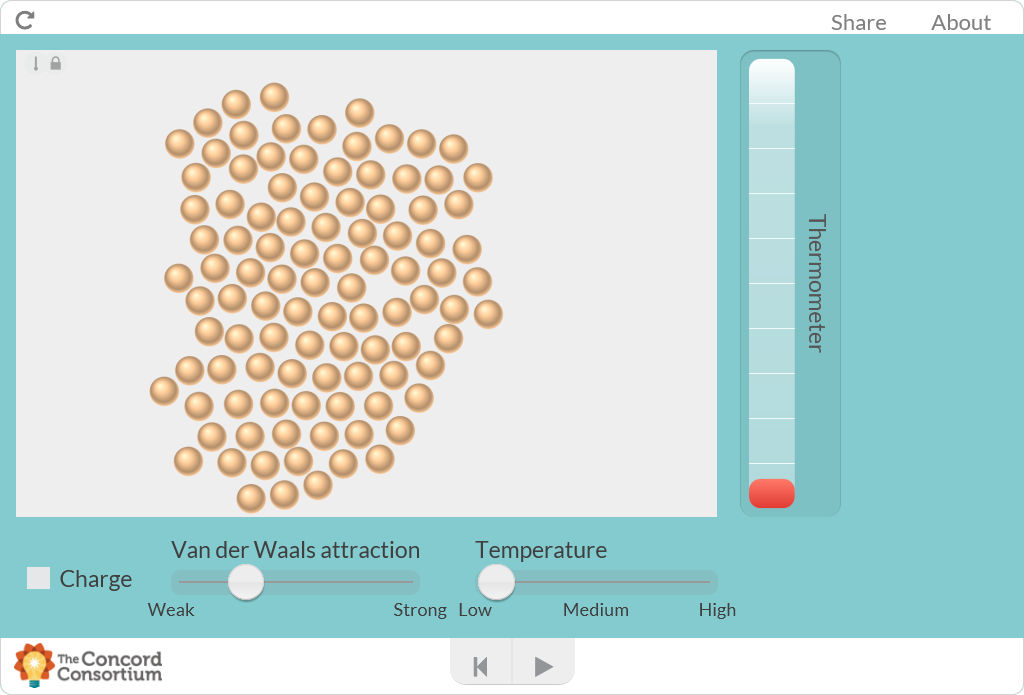 Share About
Thermometer
Van der Waals attraction Temperature
Charge
Weak Strong Low Medium High
The Concord
Consortium